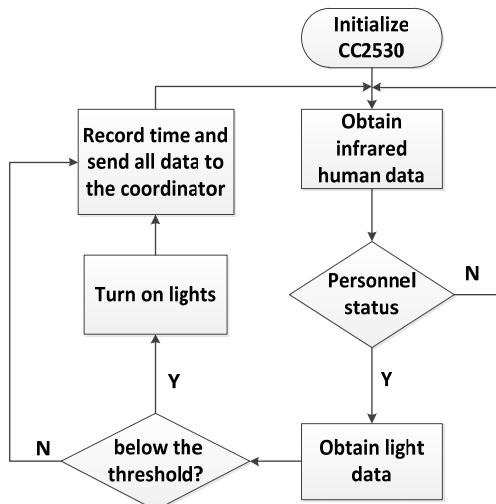 Initialize
CC2530
Obtain
infrared
human data
Record time and
send all data to
the coordinator
Personnel
status
N
Turn on lights
Y
Y
N
below the
threshold?
Obtain light
data